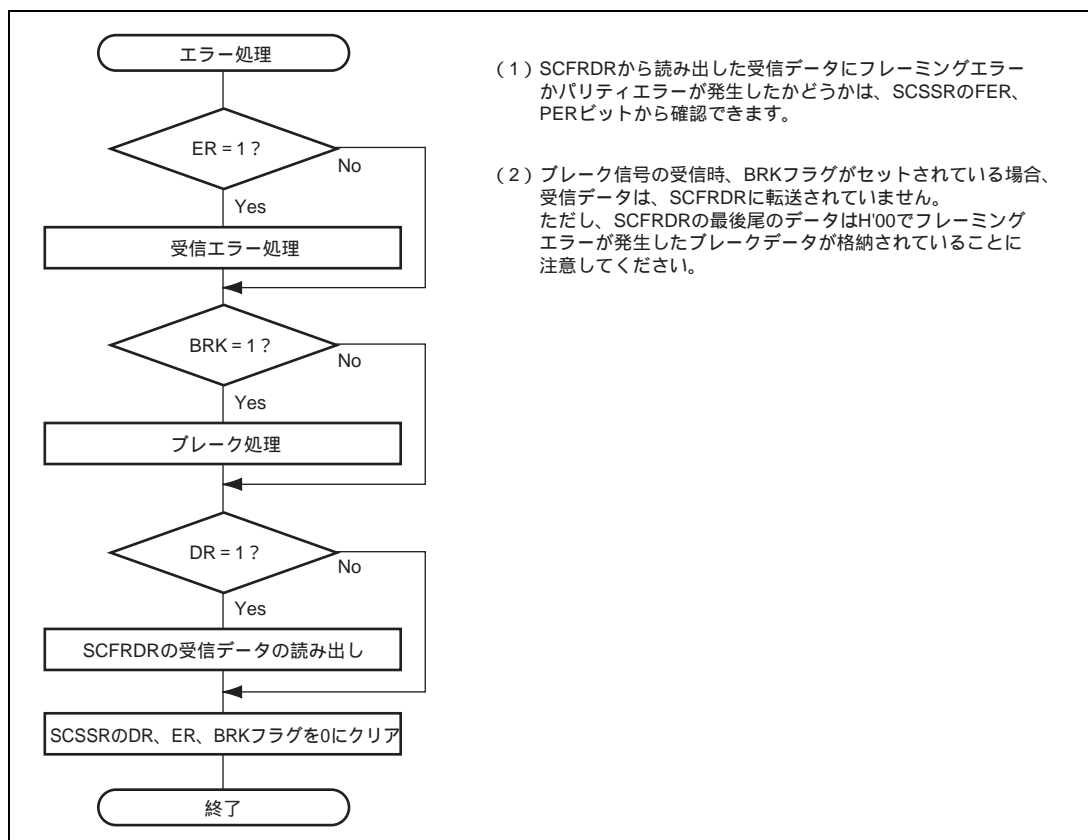 エラー処理
ER = 1 ?
No
Yes
受信エラー処理
BRK = 1 ?
No
Yes
ブレーク処理
DR = 1 ?
No
Yes
SCFRDRの受信データの読み出し
SCSSRのDR、ER、BRKフラグを0にクリア
終了
(1)SCFRDRから読み出した受信データにフレーミングエラー
かパリティエラーが発生したかどうかは、SCSSRのFER、
PERビットから確認できます。
(2)ブレーク信号の受信時、BRKフラグがセットされている場合、
受信データは、SCFRDRに転送されていません。
ただし、SCFRDRの最後尾のデータはH'00でフレーミング
エラーが発生したブレークデータが格納されていることに
注意してください。